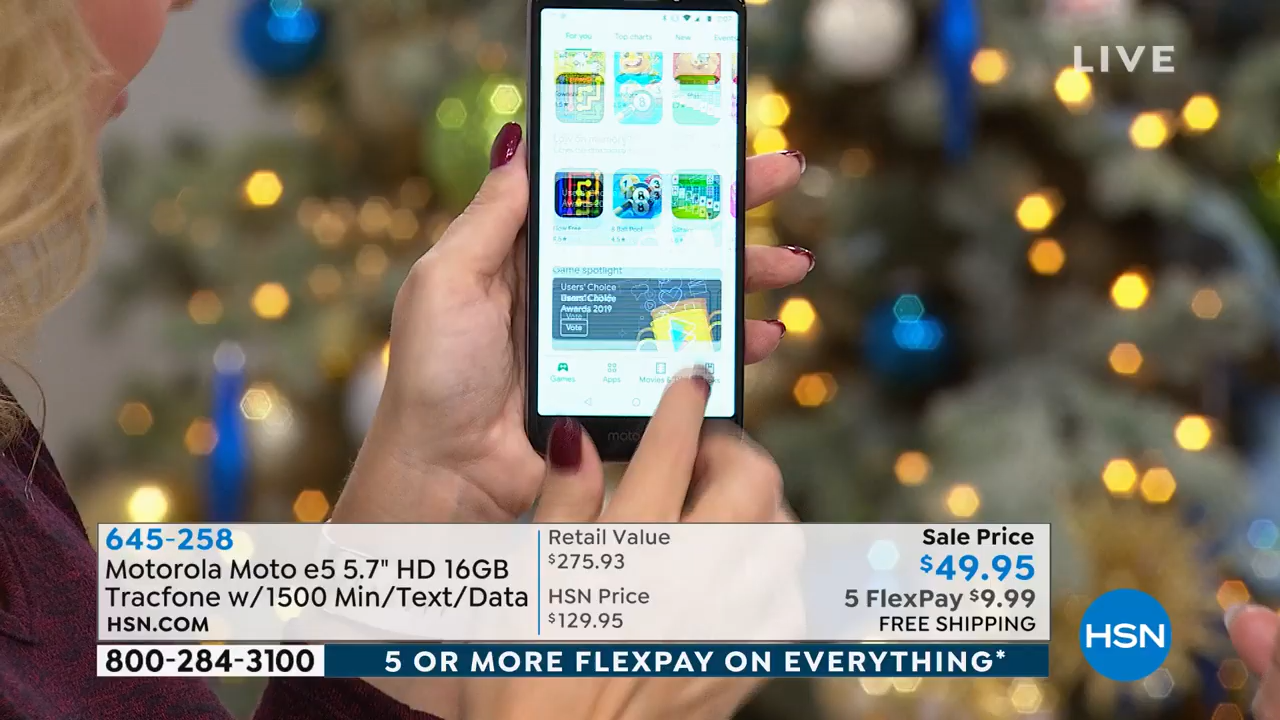 LIVE
For you Top charts New Events
Game spotlight
Users' Choice
Awards 2019
Vote
Games Apps Movies &
moto
645-258
Motorola Moto e5 5.7" HD 16GB
Tracfone w/1500 Min/Text/Data
HSN.COM
Retail Value
$275.93
HSN Price
$129.95
Sale Price
$49.95
5 FlexPay $9.99
FREE SHIPPING
HSN
800-284-3100
5 OR MORE FLEXPAY ON EVERYTHING*